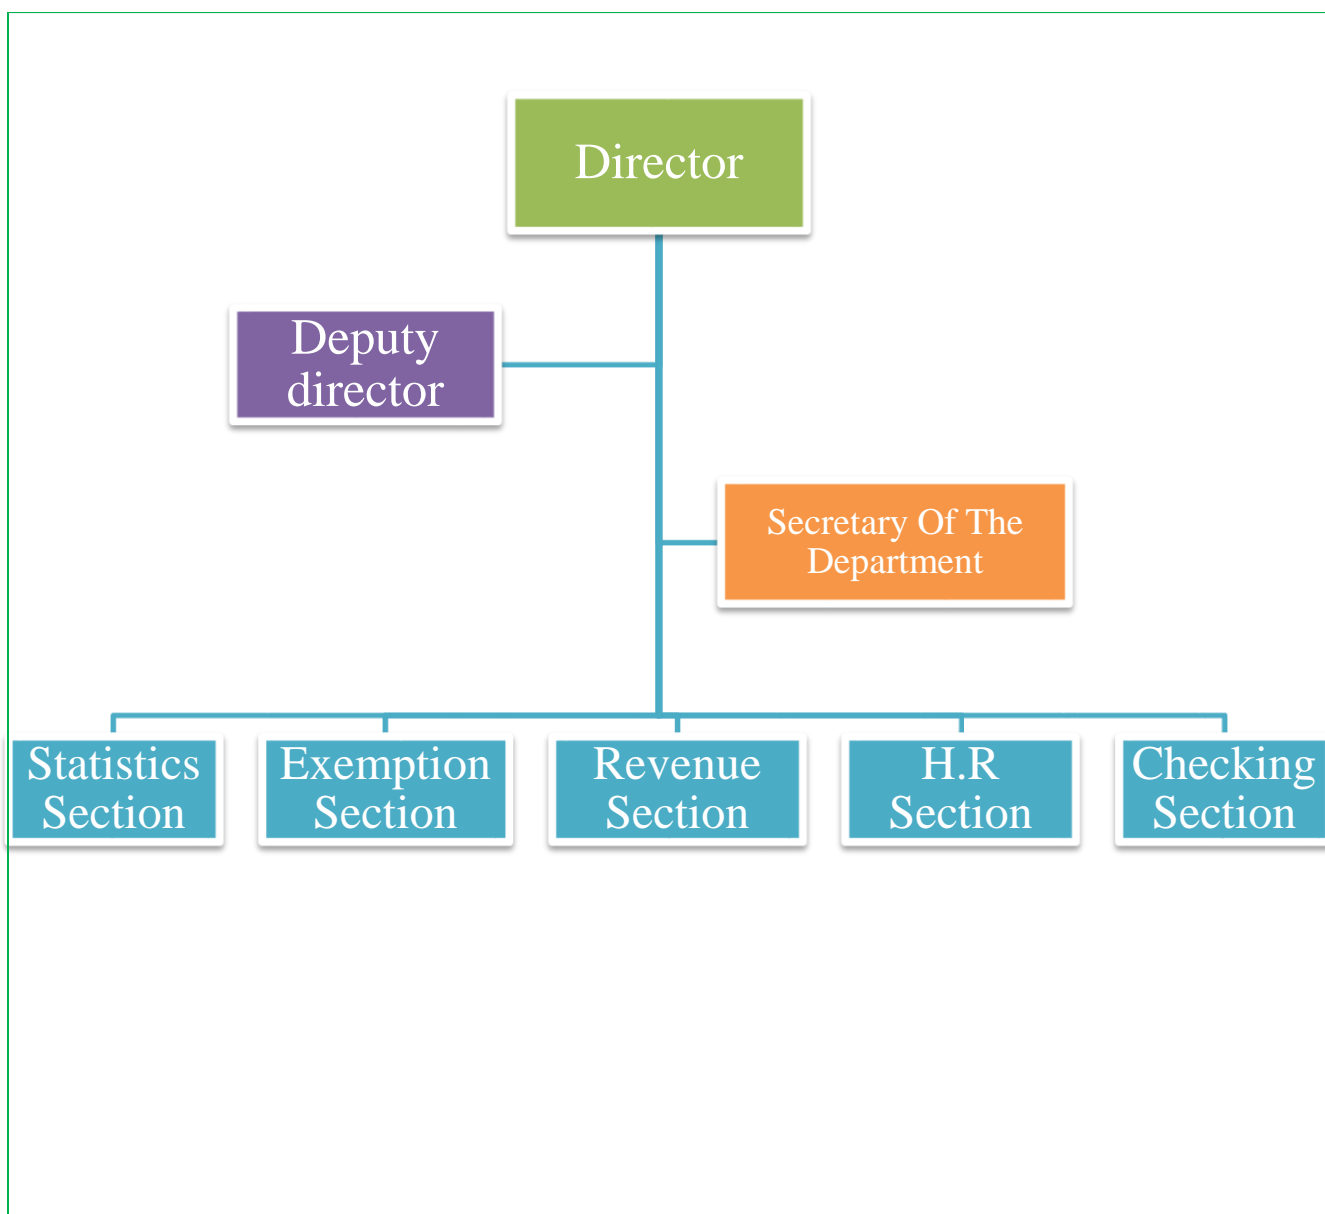 Director
Deputy
director
Secretary Of The
Department
Statistics
Section
Exemption
Section
Revenue
Section
H.R
Section
Checking
Section